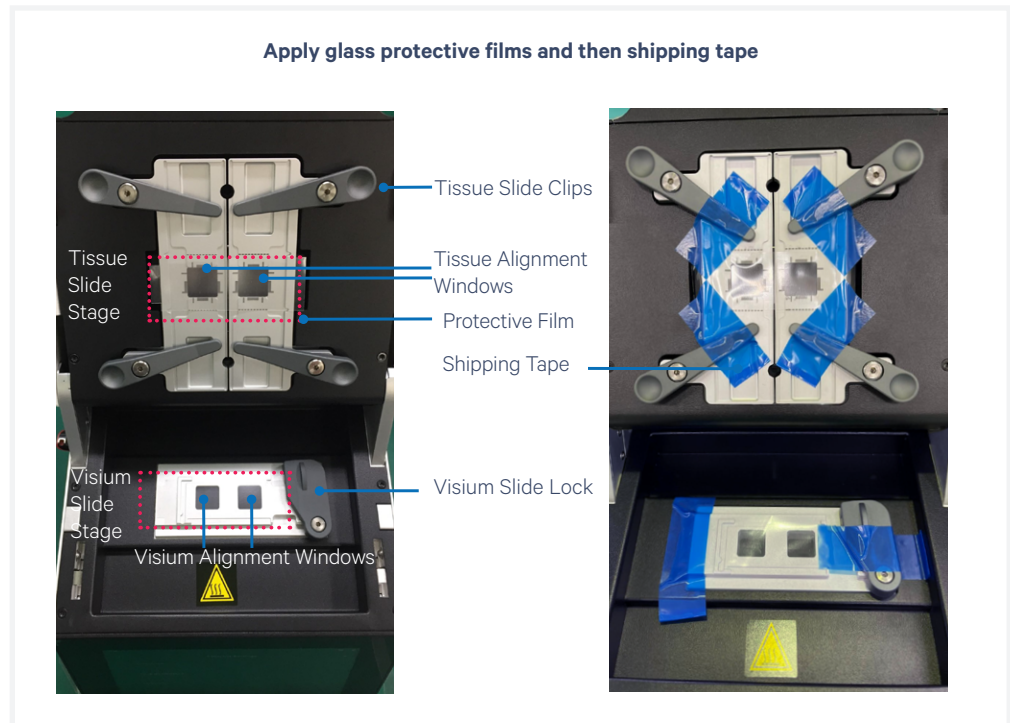 Apply glass protective films and then shipping tape
Tissue Slide Clips
Tissue
Slide
Stage
Tissue Alignment
Windows
Protective Film
Shipping Tape
Visium
Slide
Stage
Visium Slide Lock
Visium Alignment Windows